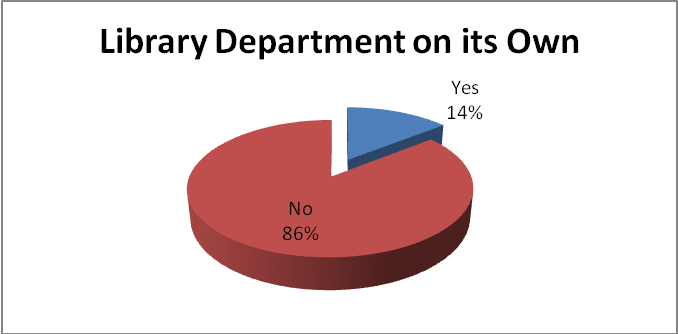 Library Department on its Own
Yes
14%
No
86%